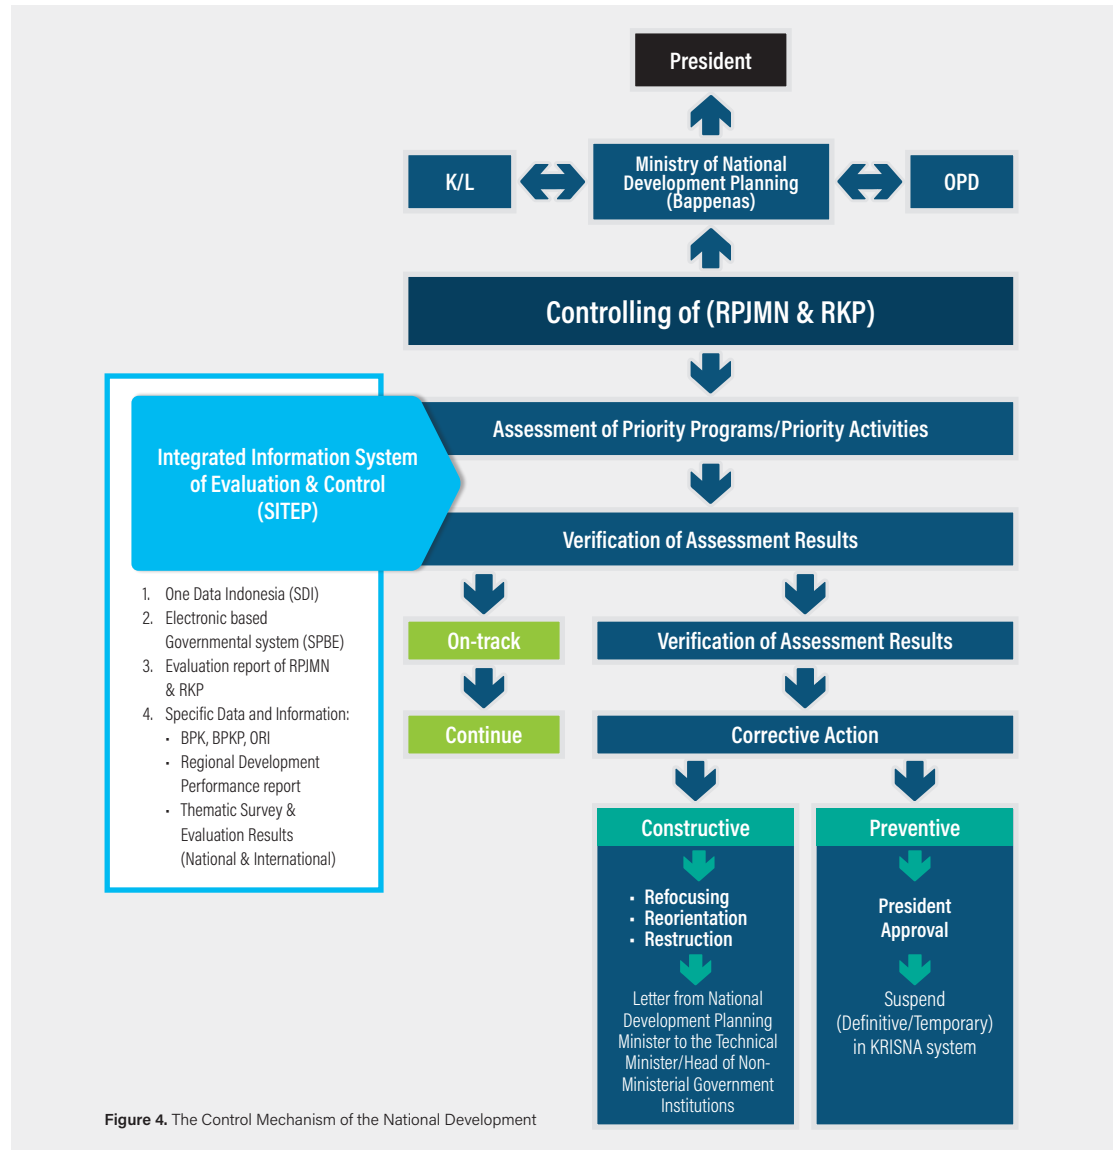 President
K/L
Ministry of National
Development Planning
(Bappenas)
OPD
Controlling of (RPJMN & RKP)
Assessment of Priority Programs/Priority Activities
Integrated Information System
of Evaluation & Control
(SITEP)
Verification of Assessment Results
1. One Data Indonesia (SDI)
2. Electronic based
Governmental system (SPBE)
3. Evaluation report of RPJMN
& RKP
4. Specific Data and Information:
• BPK, BPKP, ORI
• Regional Development
Performance report
• Thematic Survey &
Evaluation Results
(National & International)
On-track
Verification of Assessment Results
Continue
Corrective Action
Constructive
• Refocusing
• Reorientation
• Restruction
Letter from National
Development Planning
Minister to the Technical
Minister/Head of Non-
Ministerial Government
Institutions
Preventive
President
Approval
Suspend
(Definitive/Temporary)
in KRISNA system
Figure 4. The Control Mechanism of the National Development